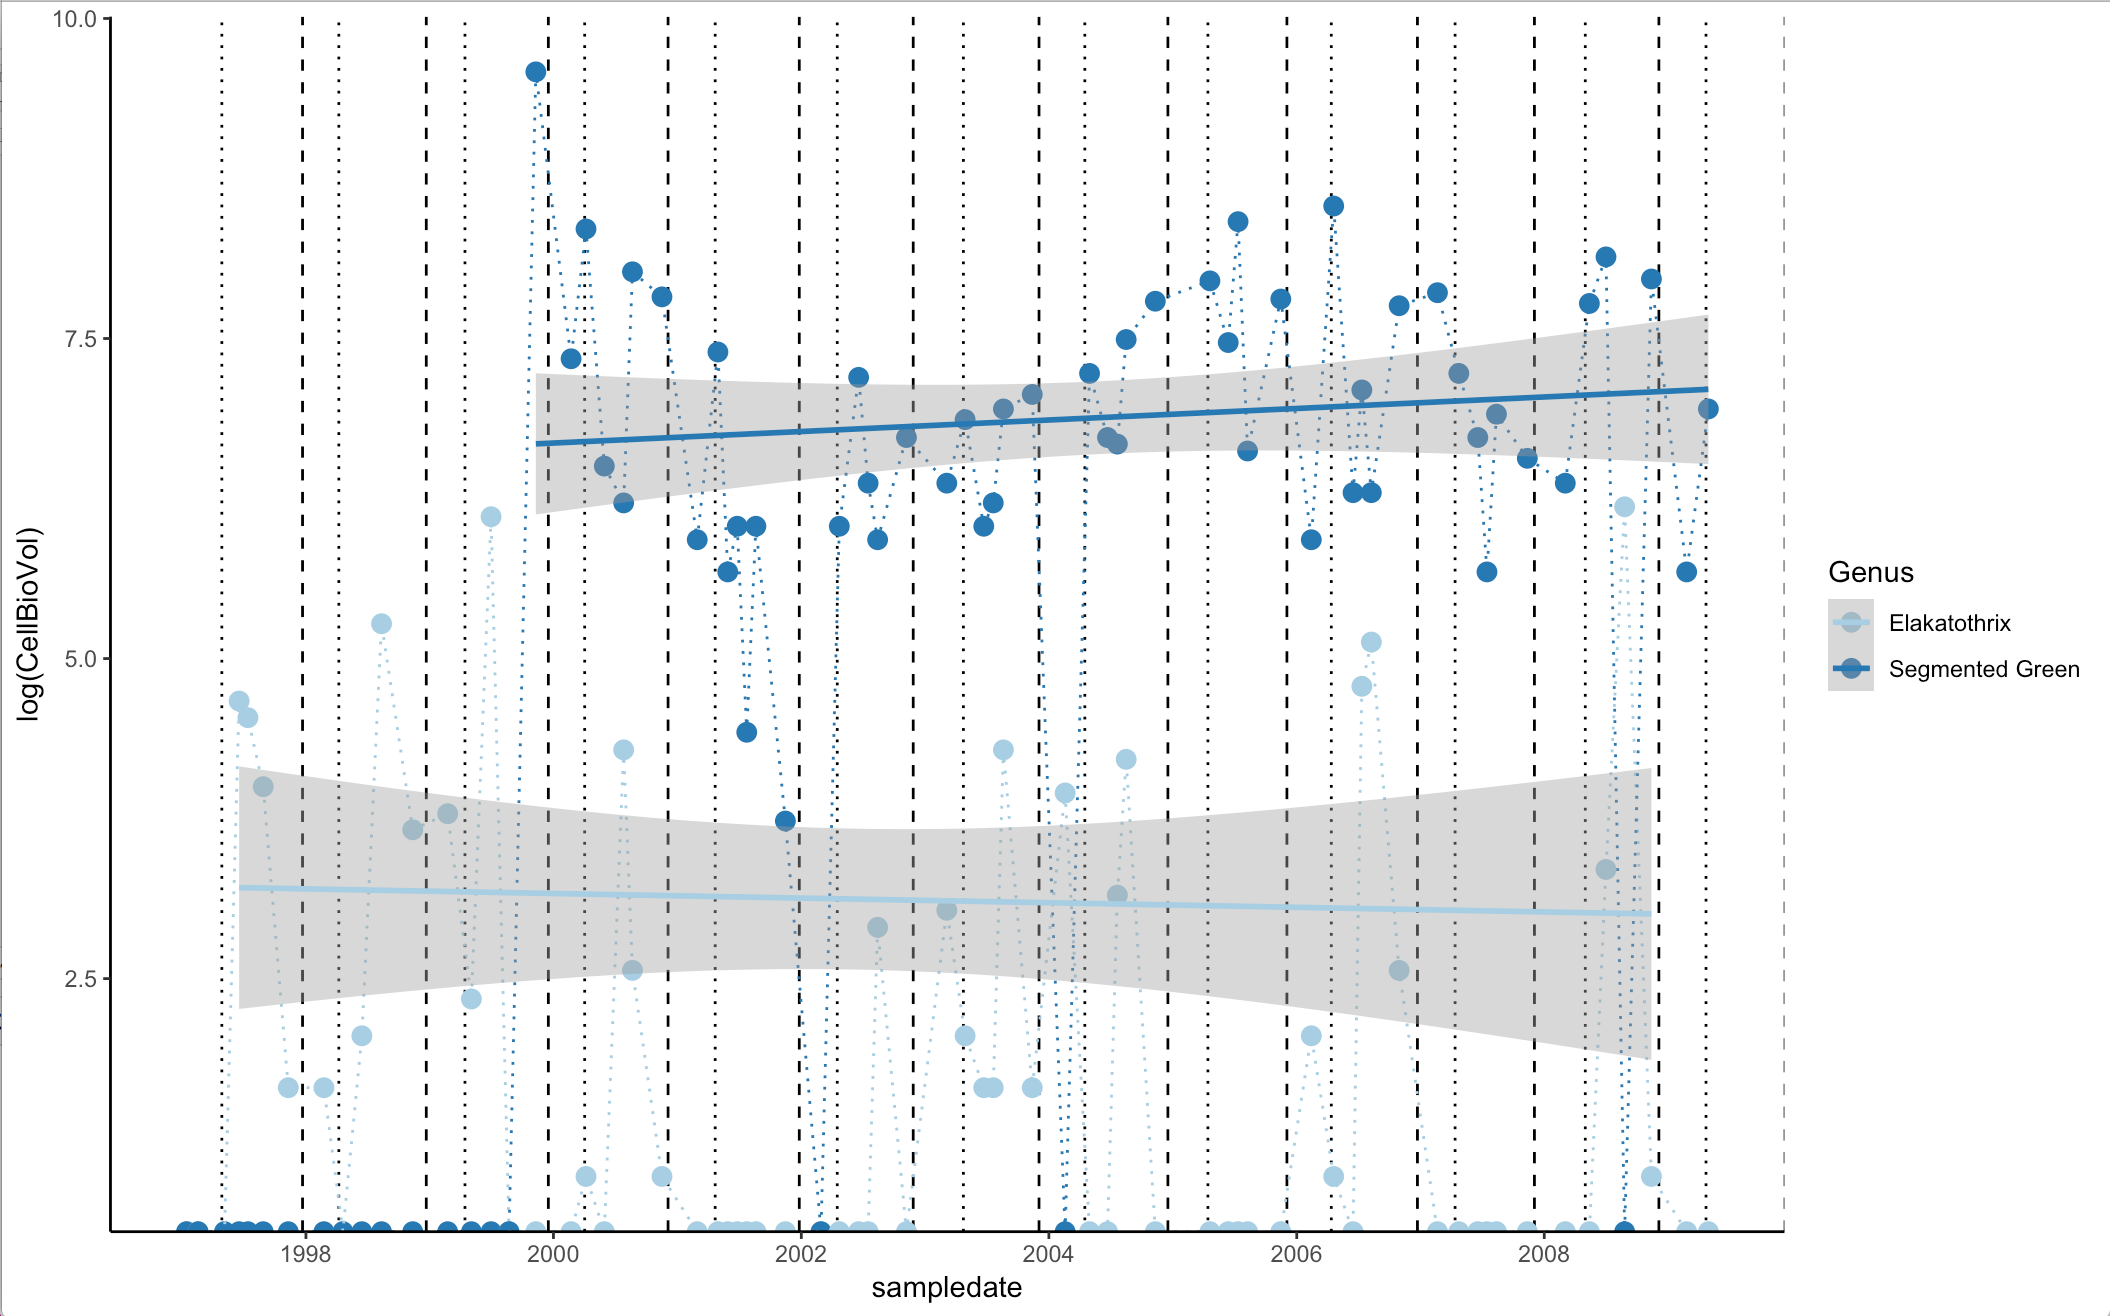 10.0
7.5
5.0
2.5
log(CellBioVol)
1998 2000 2002 2004 2006 2008
sampledate
Genus
Elakatothrix
Segmented Green